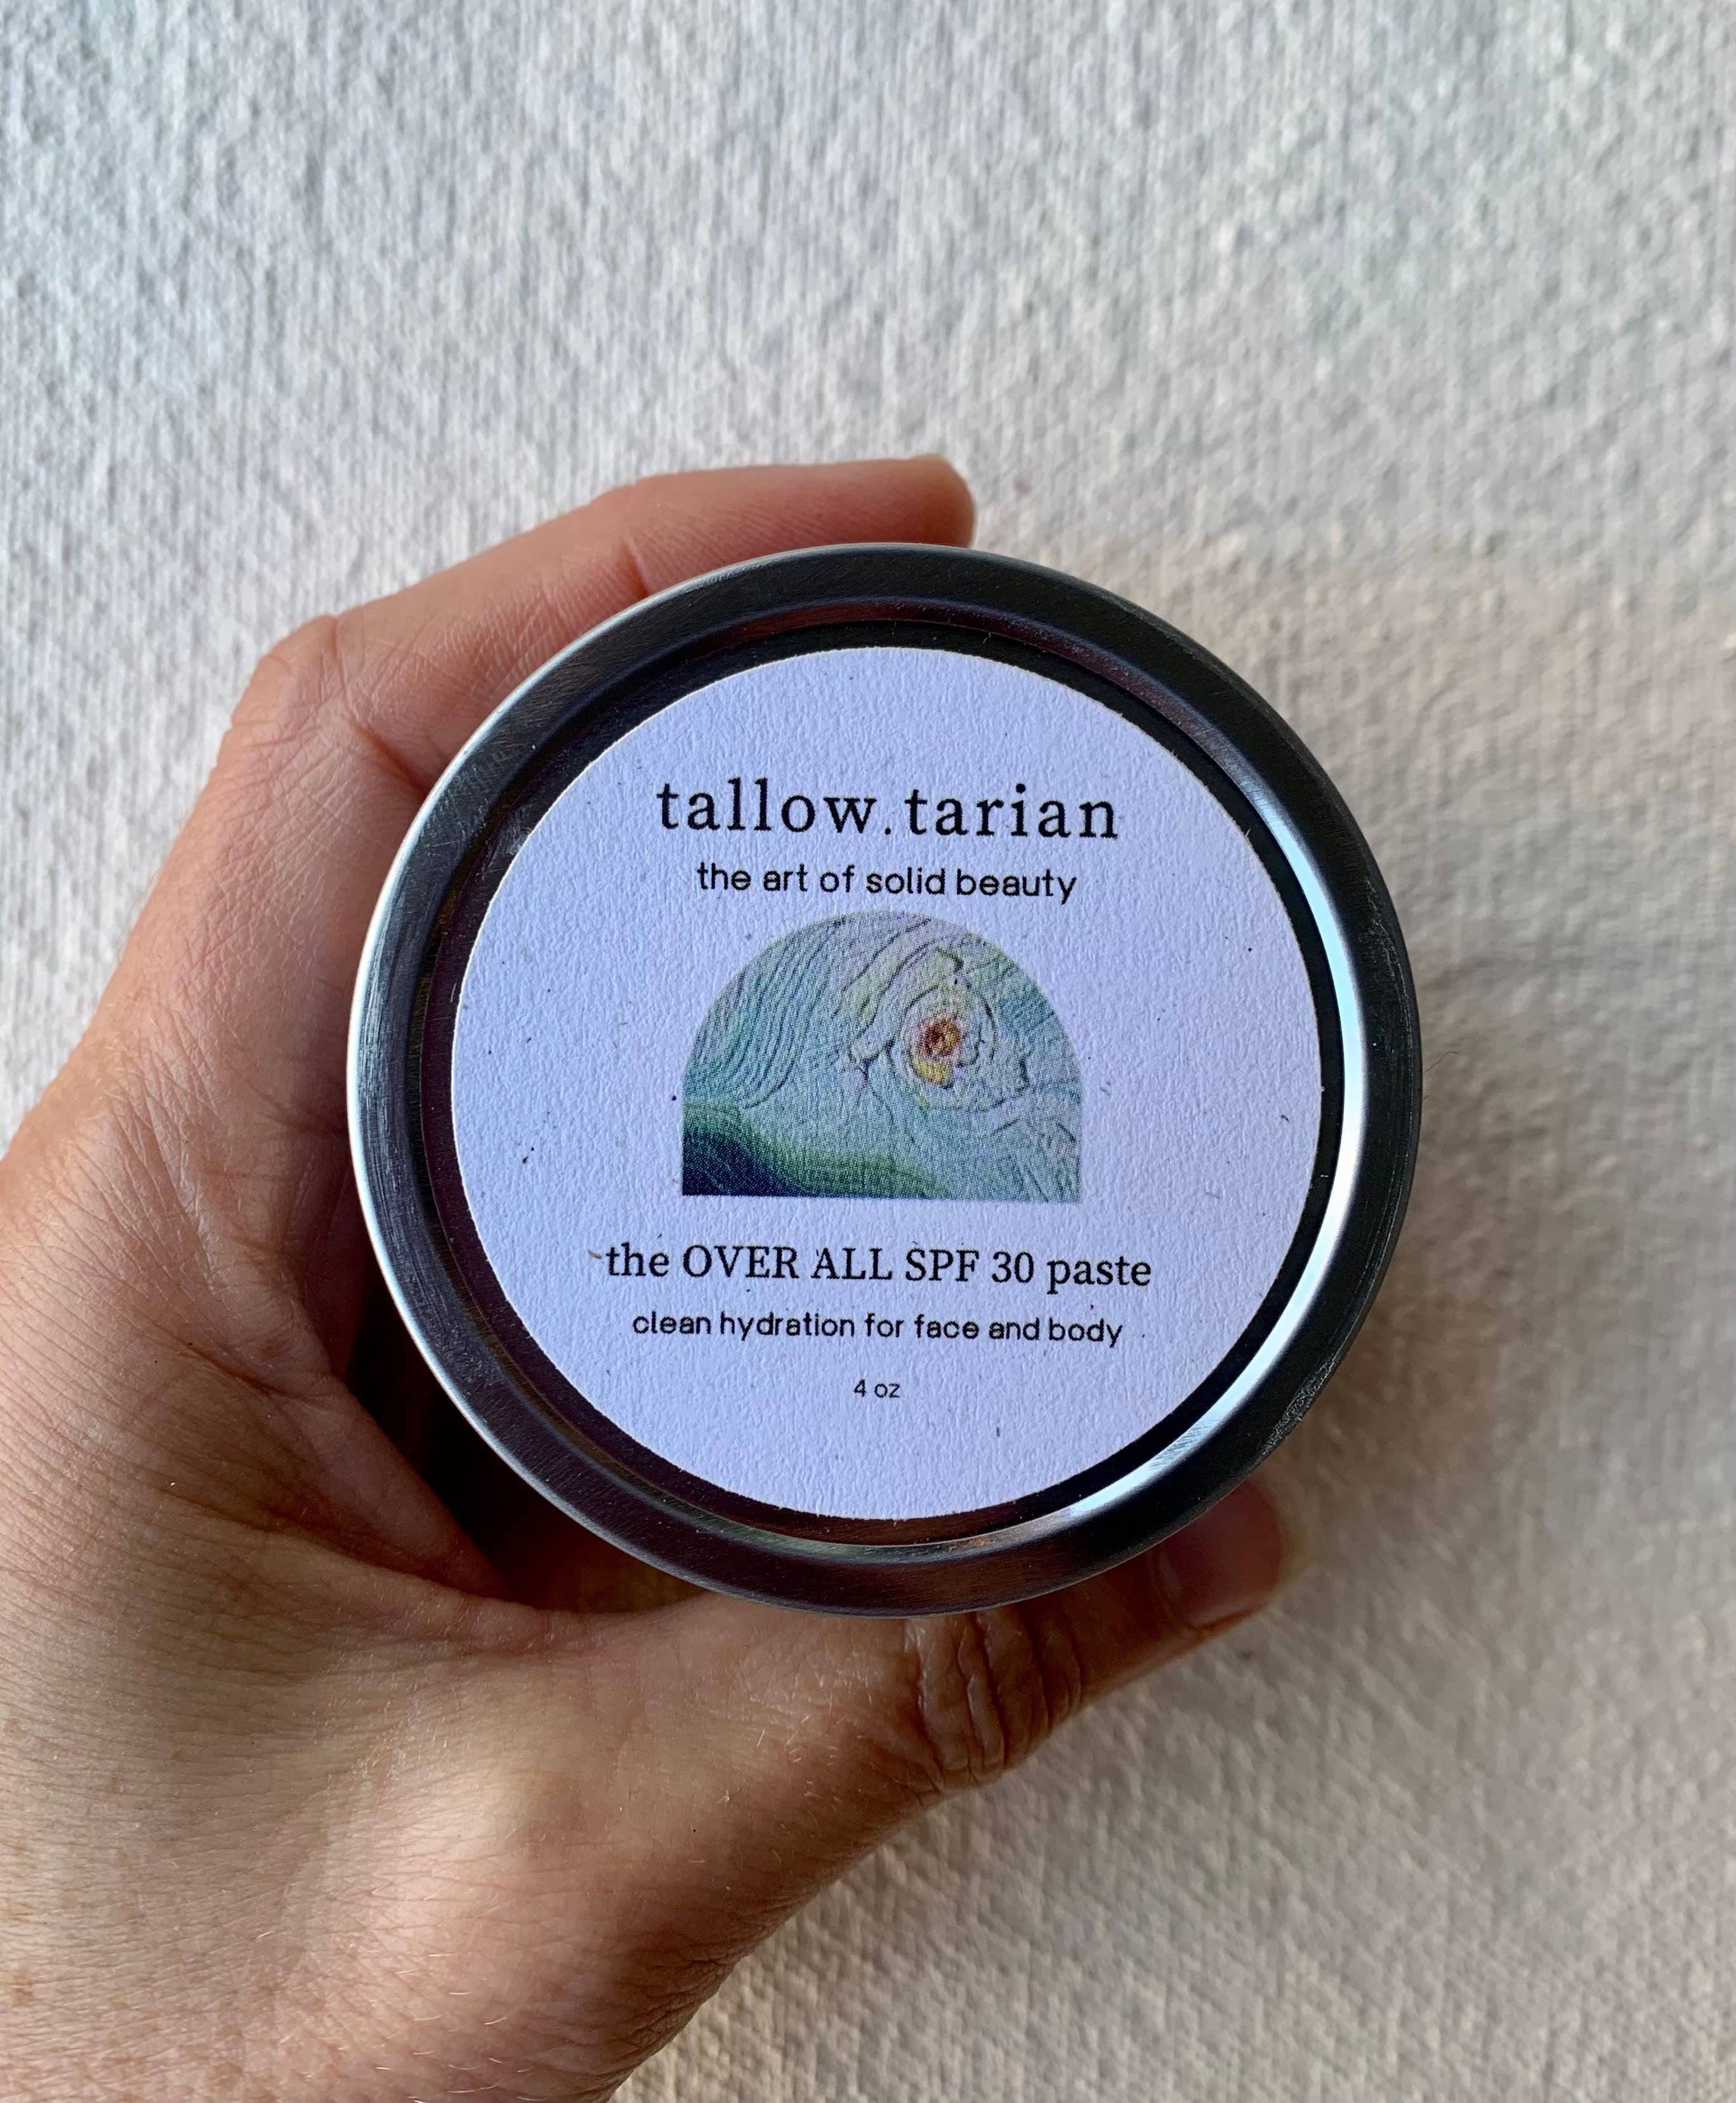 tallow.tarian
the art of solid beauty
the OVER ALL SPF 30 paste
clean hydration for face and body
4 oz